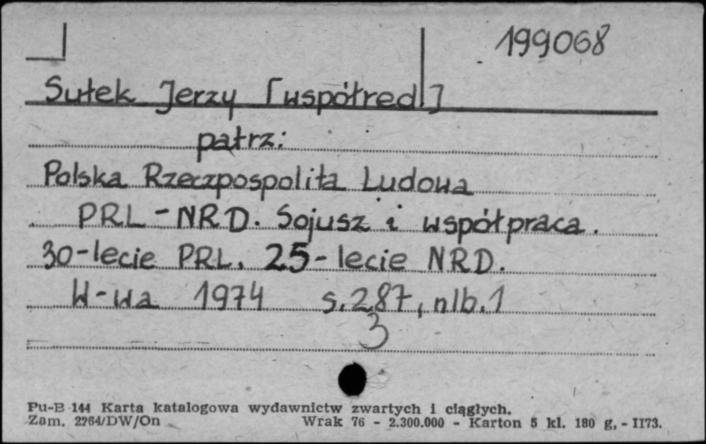 199068
Sułek Jerzy [współred.]
patrz:
Polska Rzeczpospolita Ludowa
PRL-NRD. Sojusz i współpraca.
30-lecie PRL. 25-lecie NRD.
W-wa 1974 s. 287, nlb. 1
3
Pu-B 144 Karta katalogowa wydawnictw zwartych i ciągłych.
Zam. 2264/DW/On Wrak 76 - 2.300.000 - Karton 5 kl. 180 g. - II73.